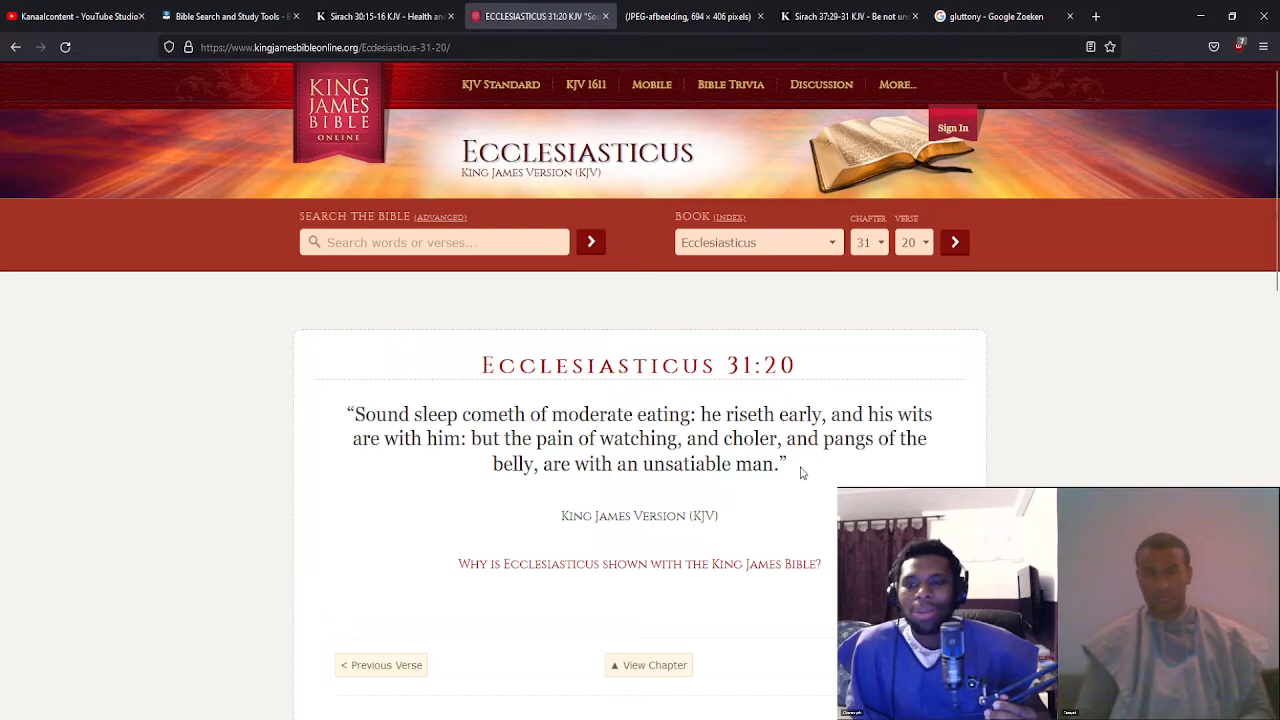 Kanaalcontent - YouTube Studio
Bible Search and Study Tools - B
Sirach 30:15-16 KJV - Health and
ECCLESIASTICUS 31:20 KJV "Sou
(JPEG-afbeelding, 694 × 406 pixels)
Sirach 37:29-31 KJV - Be not un
gluttony - Google Zoeken
https://www.kingjamesbibleonline.org/Ecclesiasticus-31-20/
7
KING
JAMES
BIBLE
ONLINE
KJV Standard
KJV 1611
Mobile
Bible Trivia
Discussion
More...
Sign In
Ecclesiasticus
King James Version (KJV)
SEARCH THE BIBLE (ADVANCED)
Search words or verses...
BOOK (INDEX)
CHAPTER
VERSE
Ecclesiasticus
31
20
Ecclesiasticus 31:20
“Sound sleep cometh of moderate eating: he riseth early, and his wits
are with him: but the pain of watching, and choler, and pangs of the
belly, are with an unsatiable man.”
King James Version (KJV)
Why is Ecclesiasticus shown with the King James Bible?
< Previous Verse
▲ View Chapter